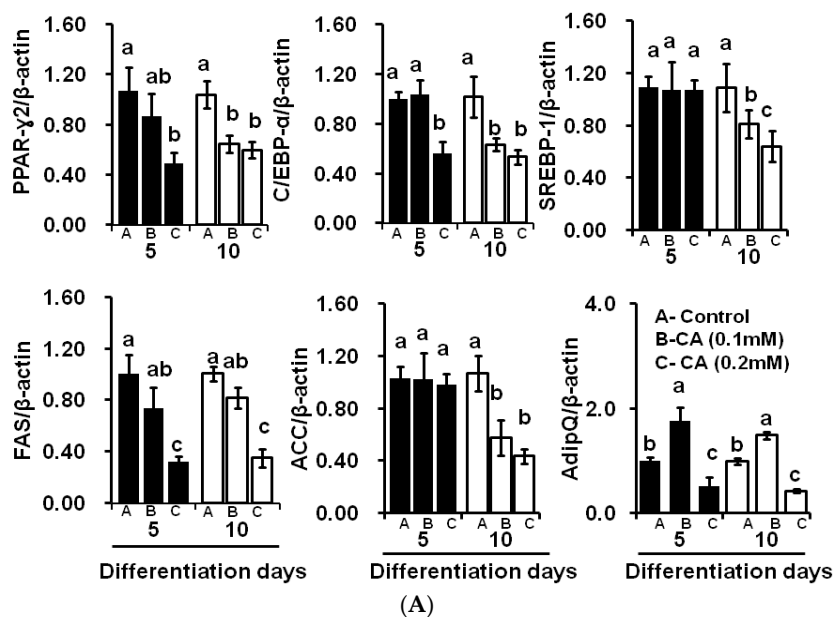 PPAR-ɣ2/β-actin
1.60
1.20
0.80
0.40
0.00
a
ab
b
a
b
b
A B C A B C
5 10
C/EBP-α/β-actin
1.60
1.20
0.80
0.40
0.00
a
a
b
a
b
b
A B C A B C
5 10
SREBP-1/β-actin
1.60
1.20
0.80
0.40
0.00
a
a
a
a
b
c
A B C A B C
5 10
FAS/β-actin
1.60
1.20
0.80
0.40
0.00
a
ab
c
a
ab
c
A B C A B C
5 10
Differentiation days
ACC/β-actin
1.60
1.20
0.80
0.40
0.00
a
a
a
a
b
b
A B C A B C
5 10
Differentiation days
AdipQ/β-actin
4.0
2.0
0.0
A- Control
B-CA (0.1mM)
C- CA (0.2mM)
b
a
c
b
a
c
A B C A B C
5 10
Differentiation days
(A)